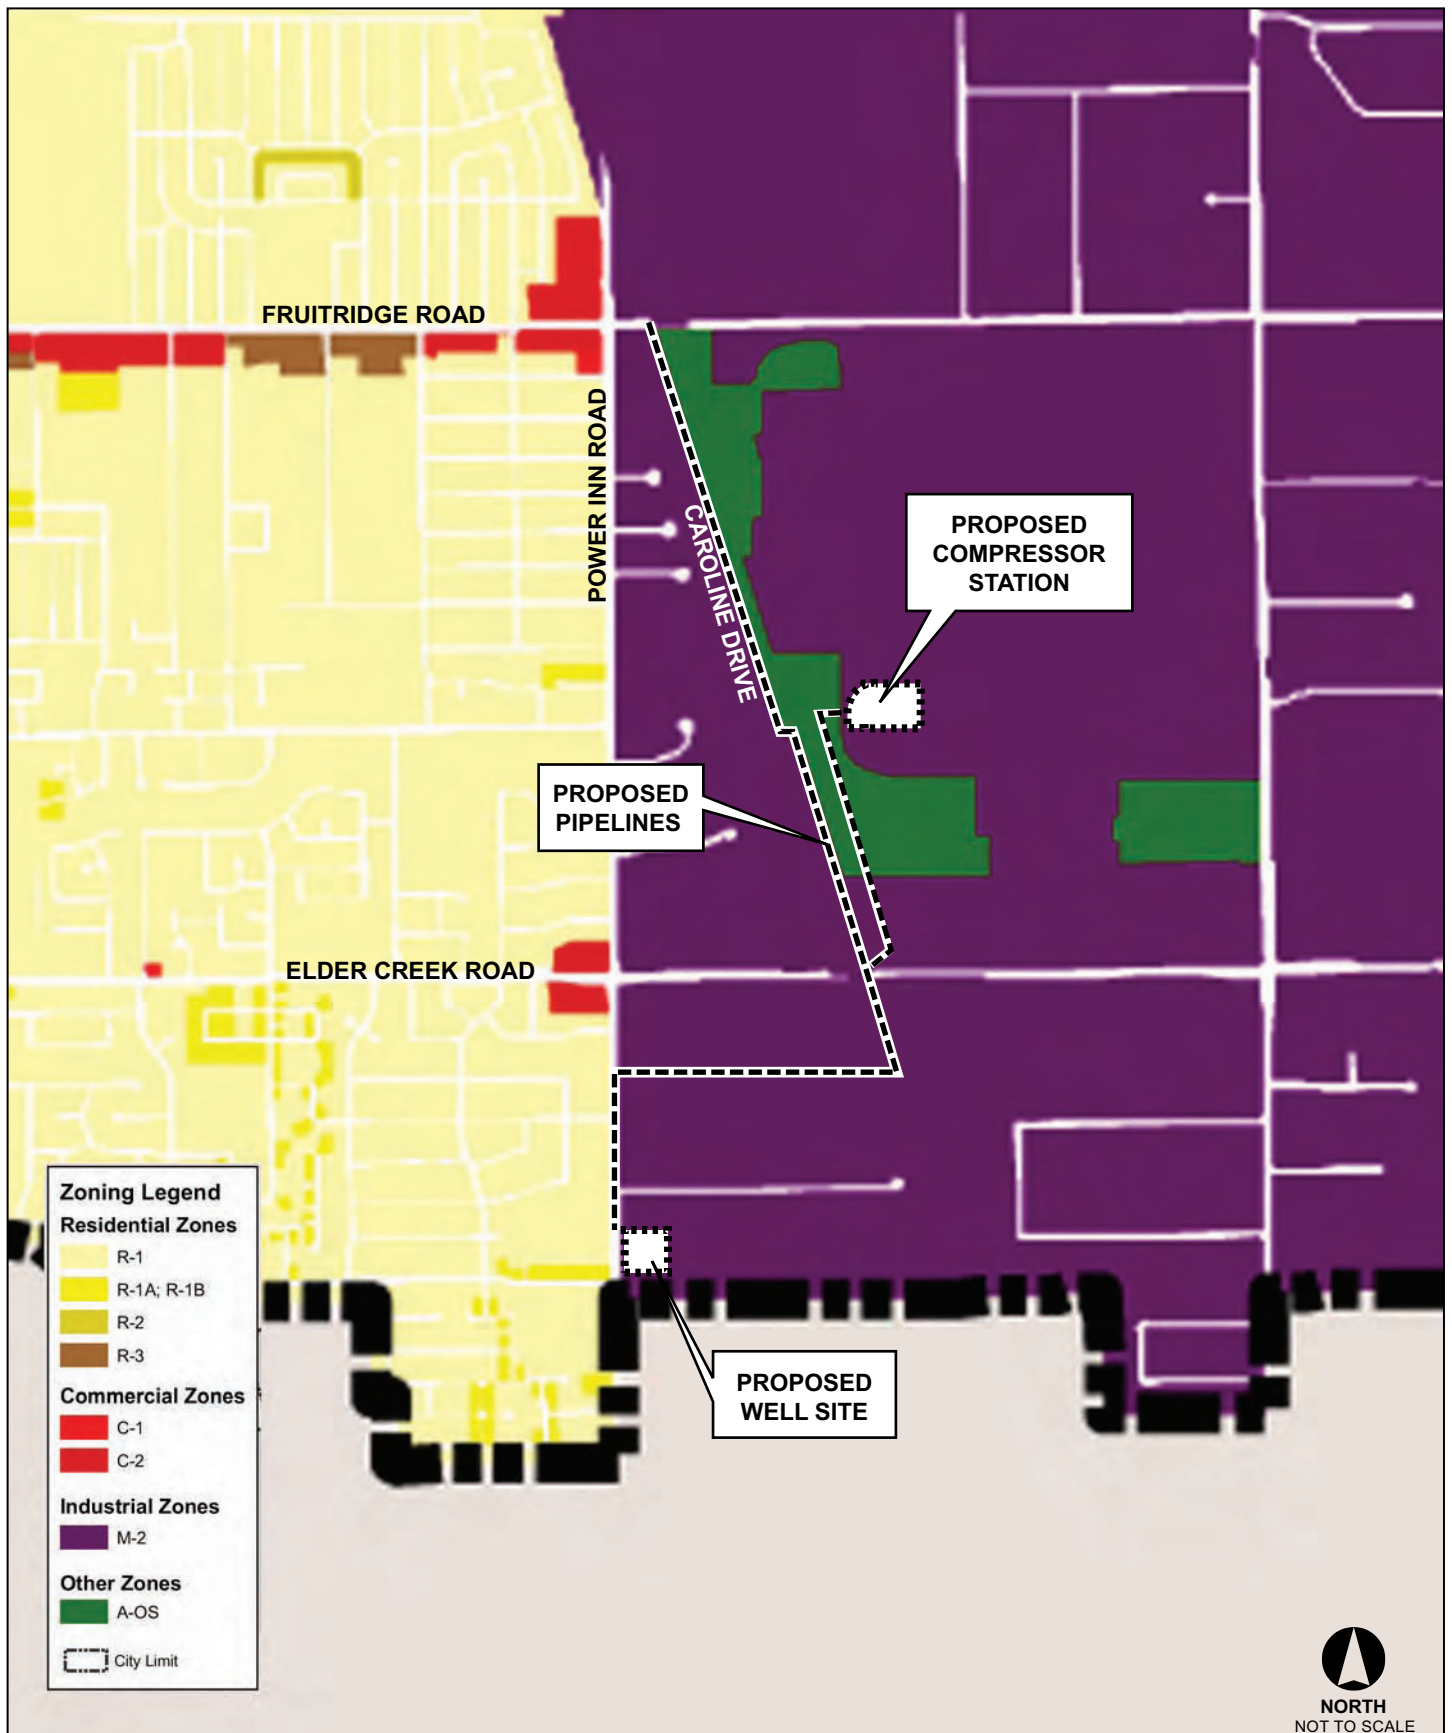 FRUITRIDGE ROAD
POWER INN ROAD
CAROLINE DRIVE
PROPOSED
COMPRESSOR
STATION
PROPOSED
PIPELINES
ELDER CREEK ROAD
PROPOSED
WELL SITE
Zoning Legend
Residential Zones
R-1
R-1A; R-1B
R-2
R-3
Commercial Zones
C-1
C-2
Industrial Zones
M-2
Other Zones
A-OS
City Limit
NORTH
NOT TO SCALE